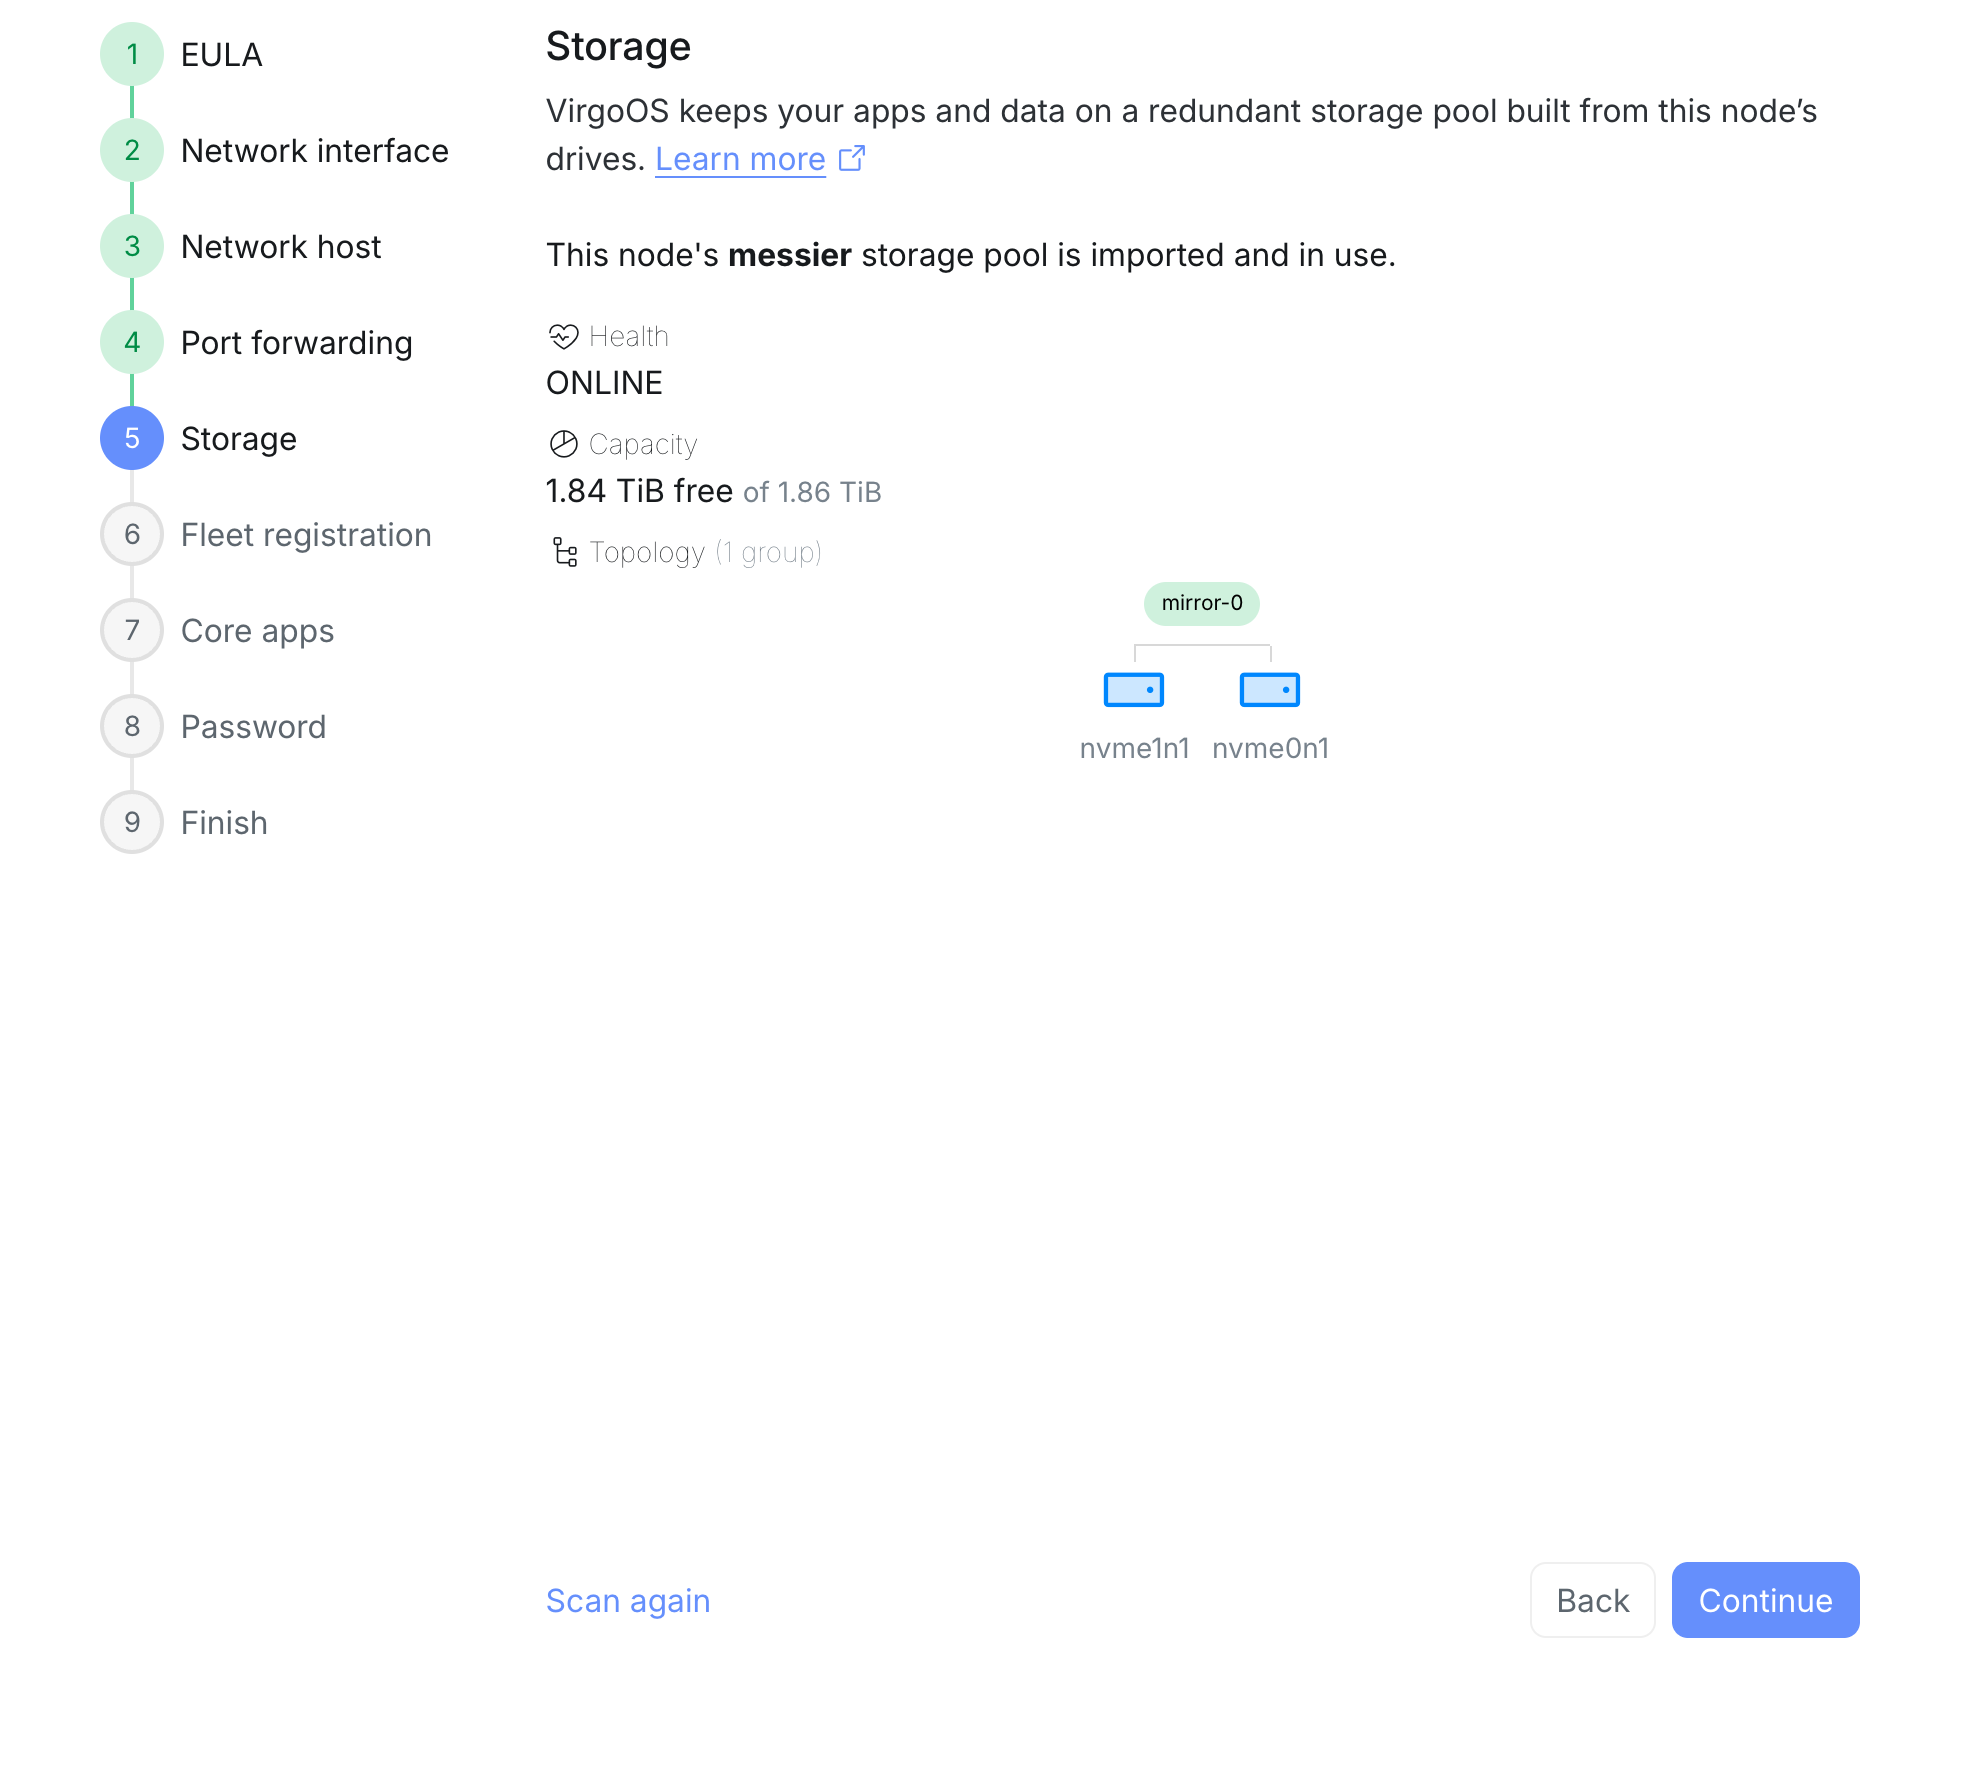 1 EULA
2 Network interface
3 Network host
4 Port forwarding
5 Storage
6 Fleet registration
7 Core apps
8 Password
9 Finish
Storage
VirgoOS keeps your apps and data on a redundant storage pool built from this node’s
drives. Learn more
This node's messier storage pool is imported and in use.
Health
ONLINE
Capacity
1.84 TiB free of 1.86 TiB
Topology (1 group)
mirror-0
nvme1n1 nvme0n1
Scan again
Back Continue